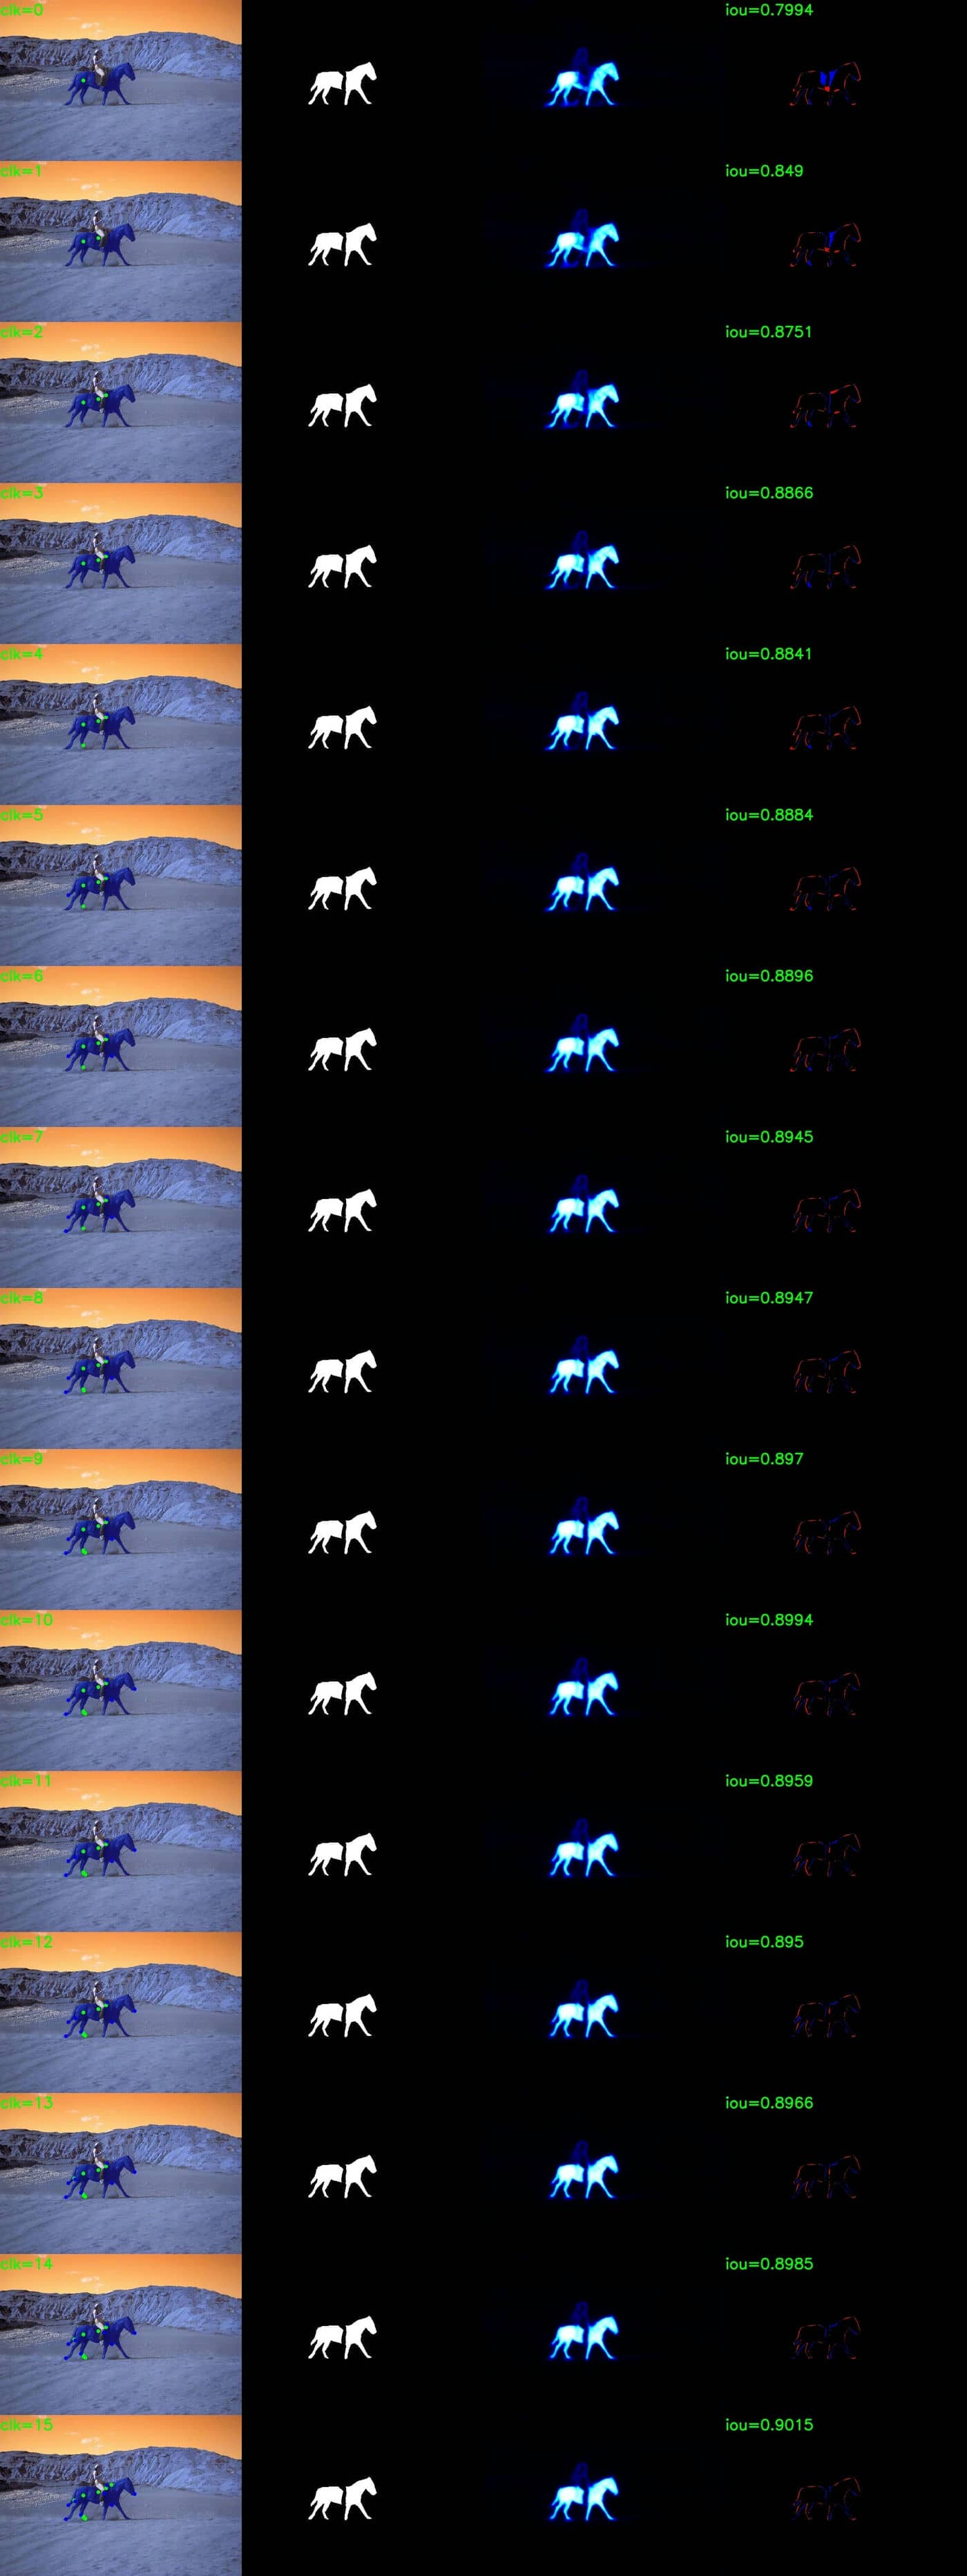 clk=0 iou=0.7994
clk=1 iou=0.849
clk=2 iou=0.8751
clk=3 iou=0.8866
clk=4 iou=0.8841
clk=5 iou=0.8884
clk=6 iou=0.8896
clk=7 iou=0.8945
clk=8 iou=0.8947
clk=9 iou=0.897
clk=10 iou=0.8994
clk=11 iou=0.8959
clk=12 iou=0.895
clk=13 iou=0.8966
clk=14 iou=0.8985
clk=15 iou=0.9015